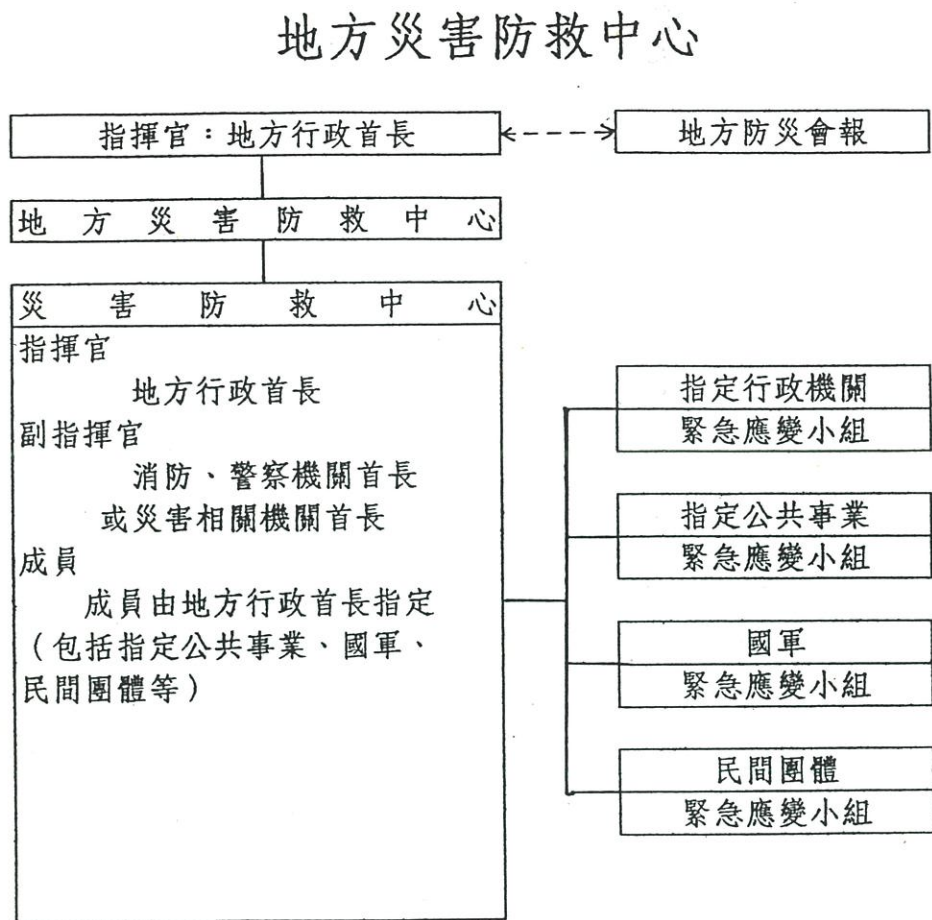 地方災害防救中心
指揮官：地方行政首長
地方防災會報
地方災害防救中心
災害防救中心
指揮官
地方行政首長
副指揮官
消防、警察機關首長
或災害相關機關首長
成員
成員由地方行政首長指定
（包括指定公共事業、國軍、
民間團體等）
指定行政機關
緊急應變小組
指定公共事業
緊急應變小組
國軍
緊急應變小組
民間團體
緊急應變小組